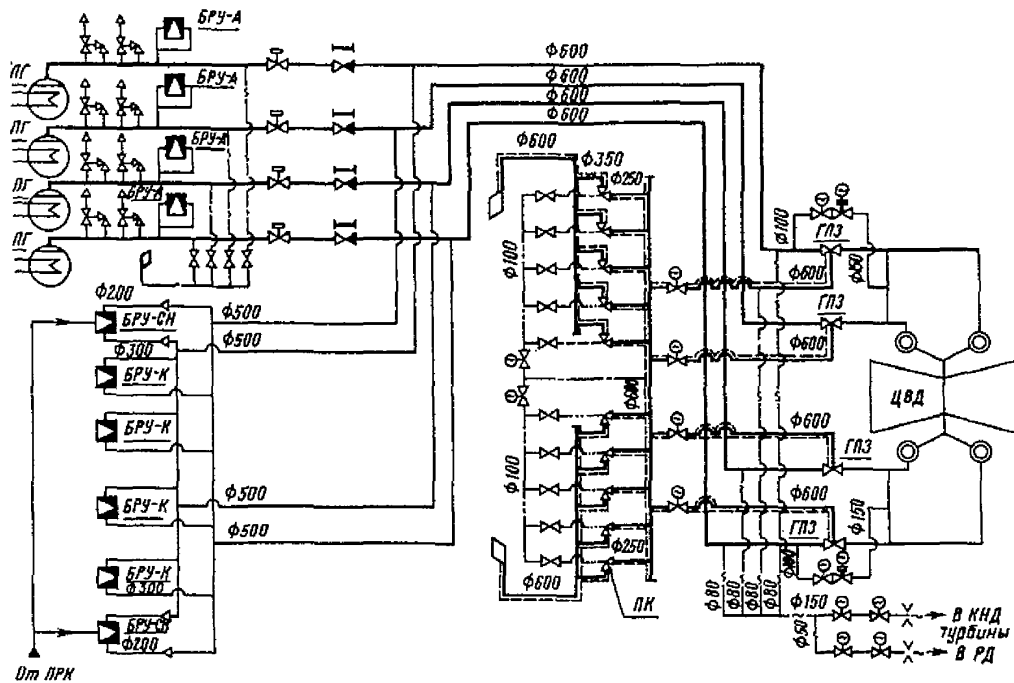 БРУ-А
ПГ
БРУ-А
ПГ
БРУ-А
ПГ
БРУ-А
ПГ
Ф600
Ф600
Ф600
Ф600
Ф600
Ф350
Ф250
Ф100
Ф100
ГПЗ
Ф600
Ф150
ГПЗ
Ф600
ЦВД
Ф200
БРУ-СН
Ф500
Ф500
Ф300
БРУ-К
БРУ-К
Ф600
Ф600
ГПЗ
Ф100
БРУ-К
Ф500
Ф500
Ф600
ГПЗ
Ф150
БРУ-К
Ф300
Ф250
Ф600
ПК
БРУ-СН
Ф200
От ПРК
Ф80
Ф80
Ф80
Ф80
Ф150
В КНД
турбины
Ф50
В РД